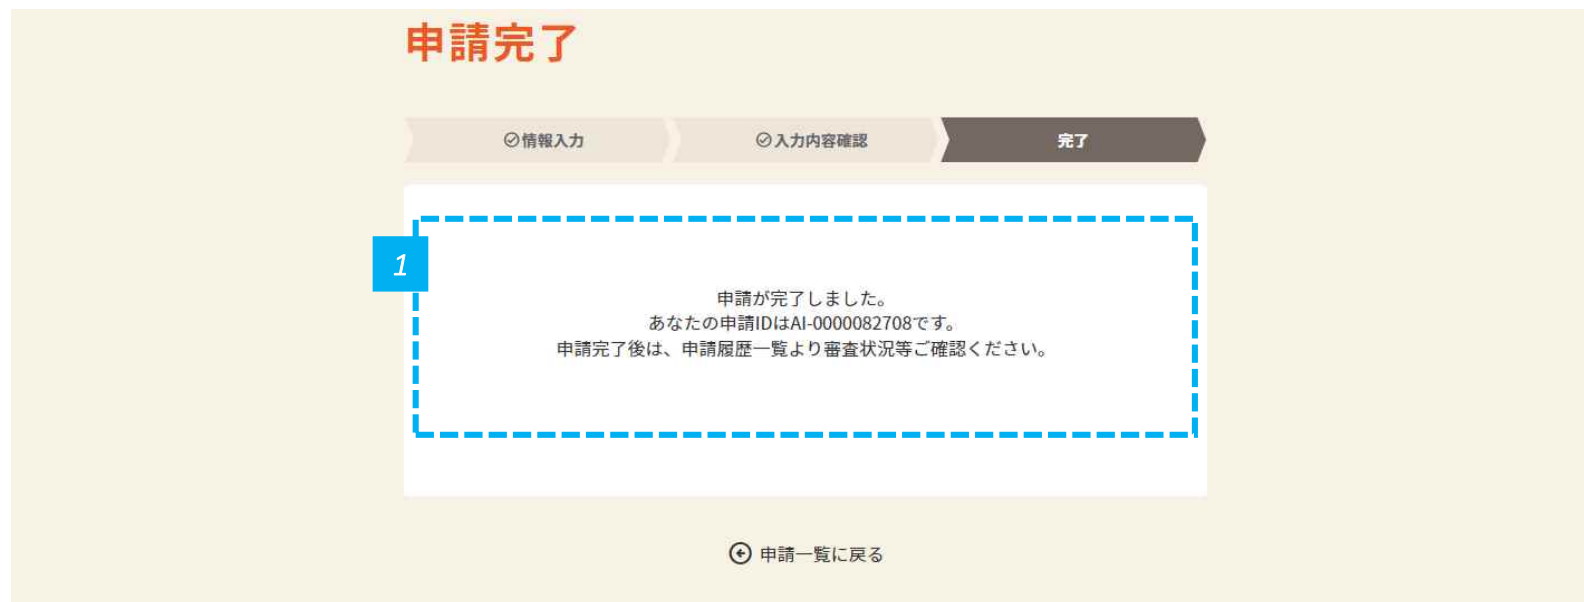 申請完了
情報入力
入力内容確認
完了
1
申請が完了しました。
あなたの申請IDはAI-0000082708です。
申請完了後は、申請履歴一覧より審査状況等ご確認ください。
申請一覧に戻る